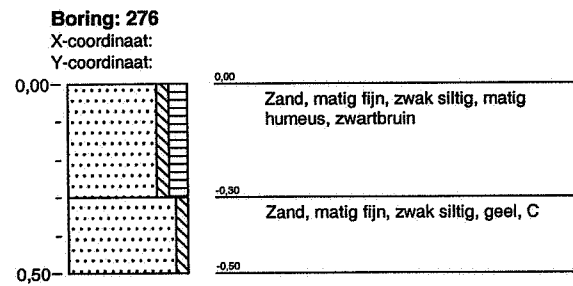 Boring: 276
X-coordinaat:
Y-coordinaat:
0,00
0,00
Zand, matig fijn, zwak siltig, matig
humeus, zwartbruin
-0,30
Zand, matig fijn, zwak siltig, geel, C
0,50
-0,50